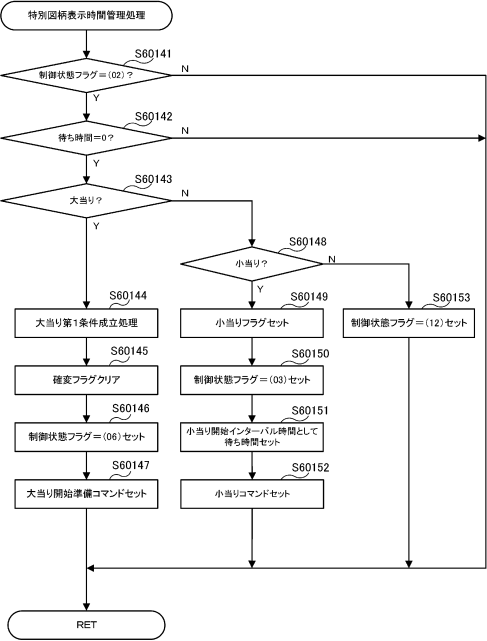 特別図柄表示時間管理処理
S60141
制御状態フラグ=(02)?
N
Y
S60142
待ち時間=0?
N
Y
S60143
大当り?
N
Y
S60148
小当り?
N
Y
S60144
大当り第1条件成立処理
S60149
小当りフラグセット
S60153
制御状態フラグ=(12)セット
S60145
確変フラグクリア
S60150
制御状態フラグ=(03)セット
S60146
制御状態フラグ=(06)セット
S60151
小当り開始インターバル時間として
待ち時間セット
S60147
大当り開始準備コマンドセット
S60152
小当りコマンドセット
RET